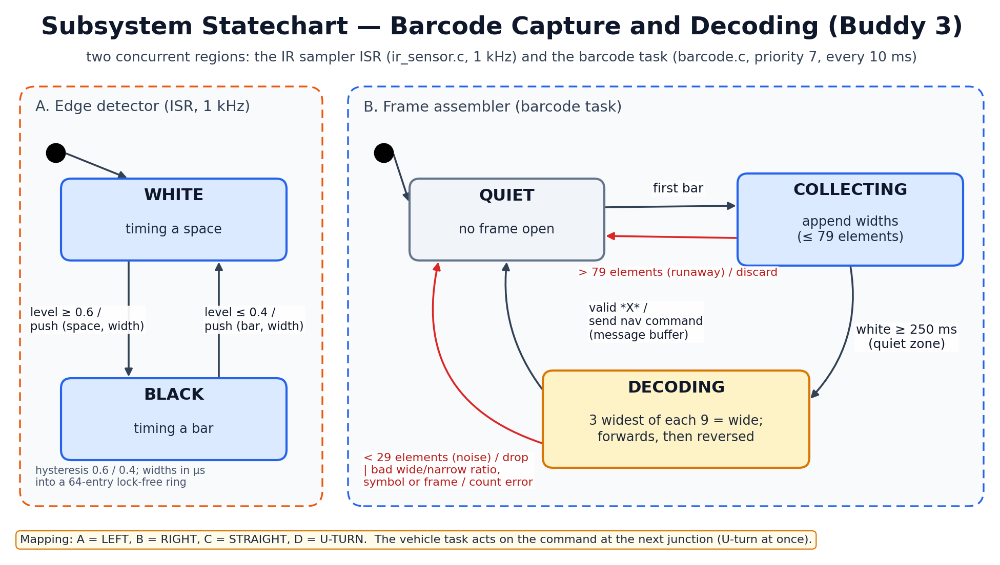 Subsystem Statechart — Barcode Capture and Decoding (Buddy 3)
two concurrent regions: the IR sampler ISR (ir_sensor.c, 1 kHz) and the barcode task (barcode.c, priority 7, every 10 ms)
A. Edge detector (ISR, 1 kHz)
WHITE
timing a space
level ≥ 0.6 /
push (space, width)
level ≤ 0.4 /
push (bar, width)
BLACK
timing a bar
hysteresis 0.6 / 0.4; widths in µs
into a 64-entry lock-free ring
B. Frame assembler (barcode task)
QUIET
no frame open
first bar
COLLECTING
append widths
(≤ 79 elements)
> 79 elements (runaway) / discard
valid *X* /
send nav command
(message buffer)
white ≥ 250 ms
(quiet zone)
DECODING
3 widest of each 9 = wide;
forwards, then reversed
< 29 elements (noise) / drop
| bad wide/narrow ratio,
symbol or frame / count error
Mapping: A = LEFT, B = RIGHT, C = STRAIGHT, D = U-TURN.  The vehicle task acts on the command at the next junction (U-turn at once).